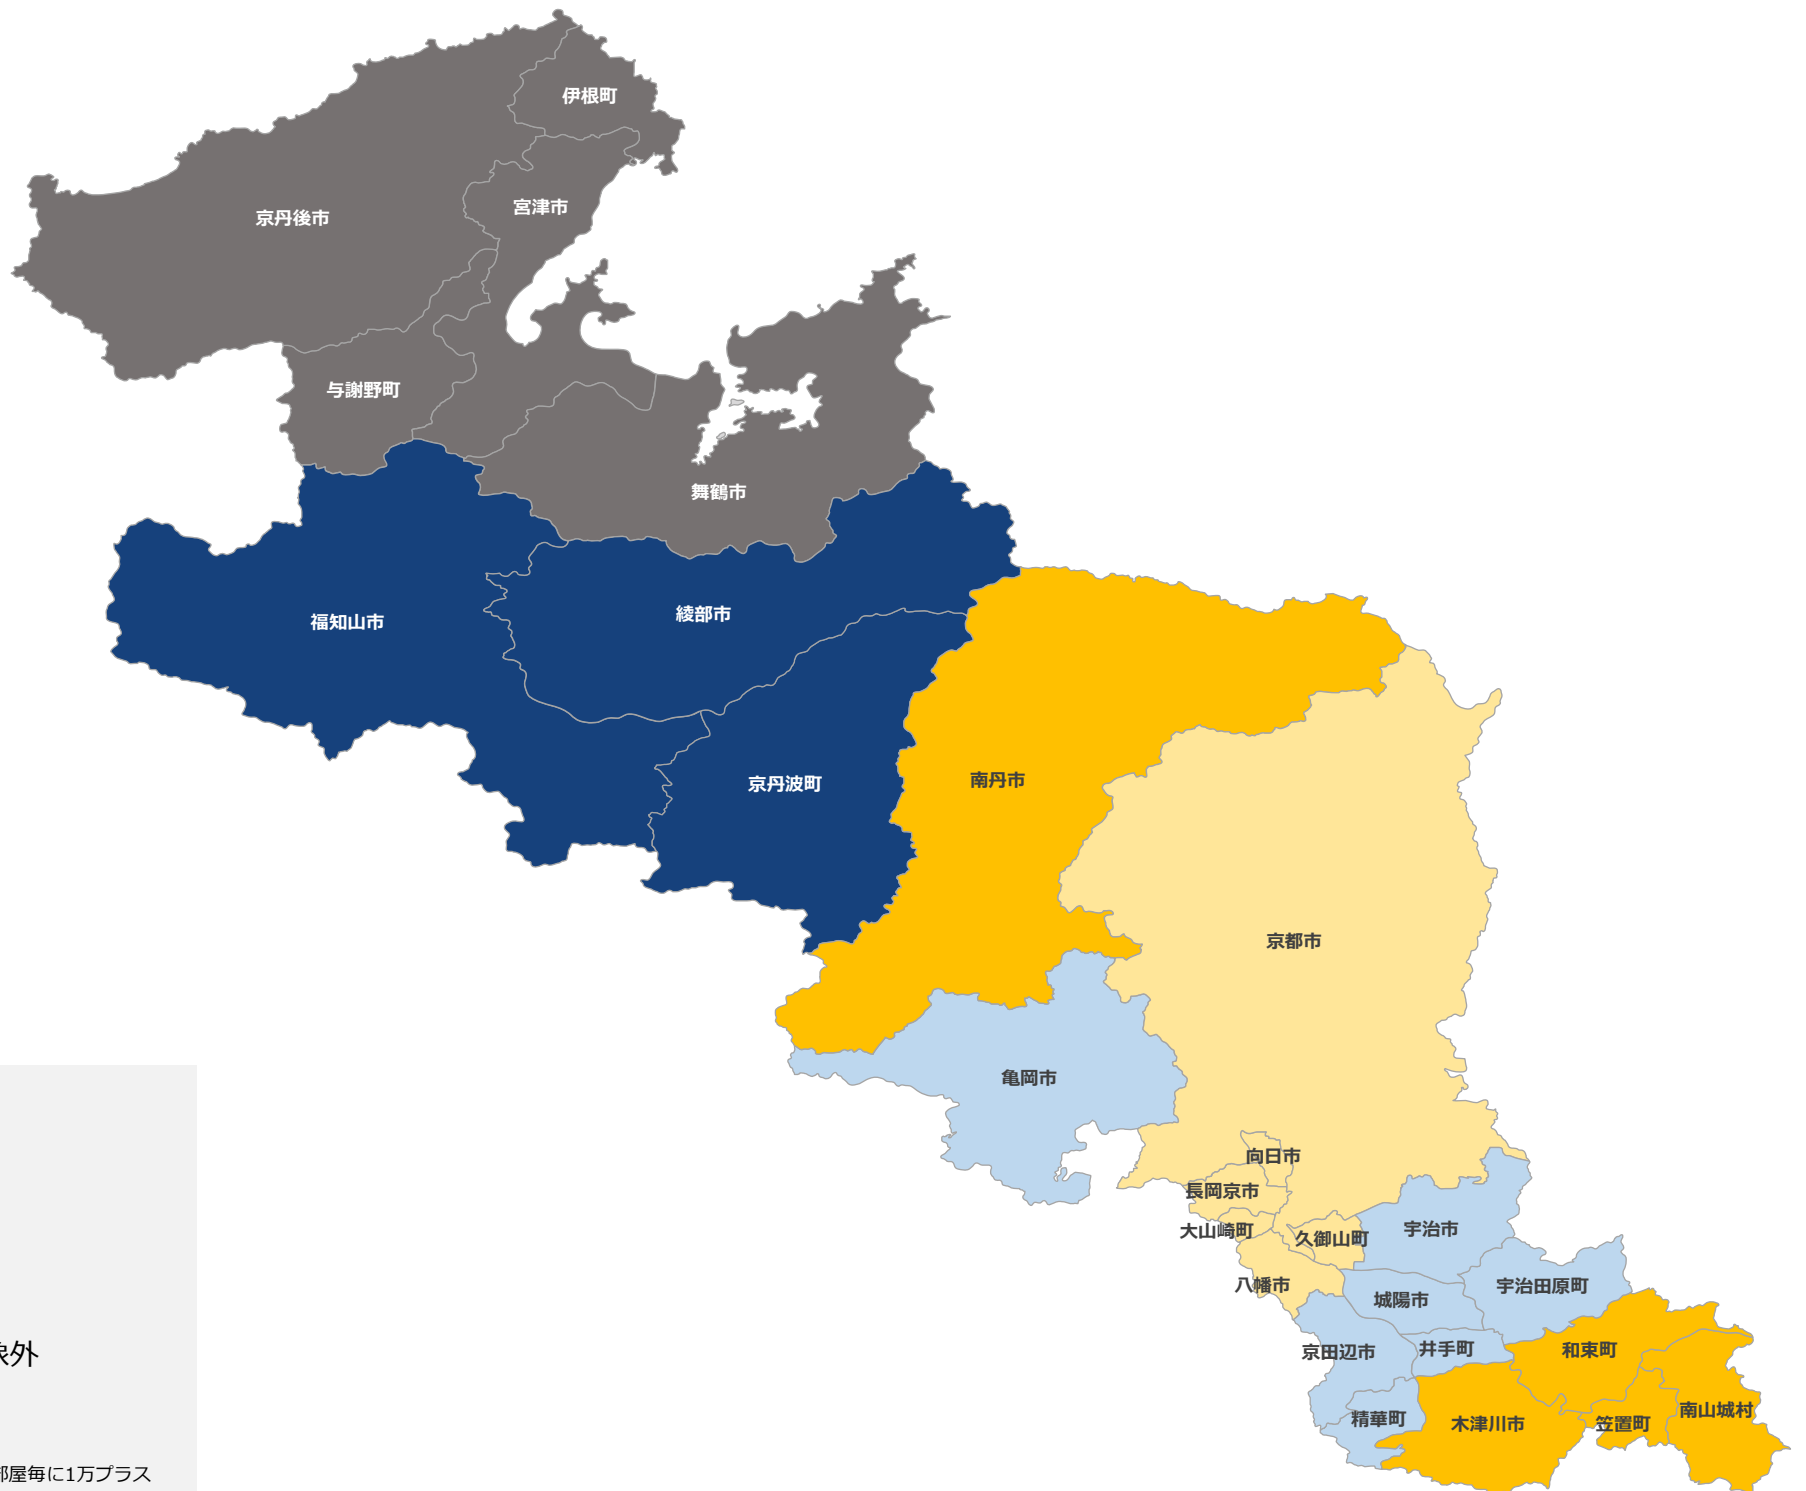 伊根町
宮津市
京丹後市
与謝野町
舞鶴市
綾部市
福知山市
京丹波町
南丹市
京都市
亀岡市
向日市
長岡京市
大山崎町
久御山町
宇治市
八幡市
宇治田原町
城陽市
京田辺市
井手町
和束町
精華町
木津川市
笠置町
南山城村
象外
部屋毎に1万プラス